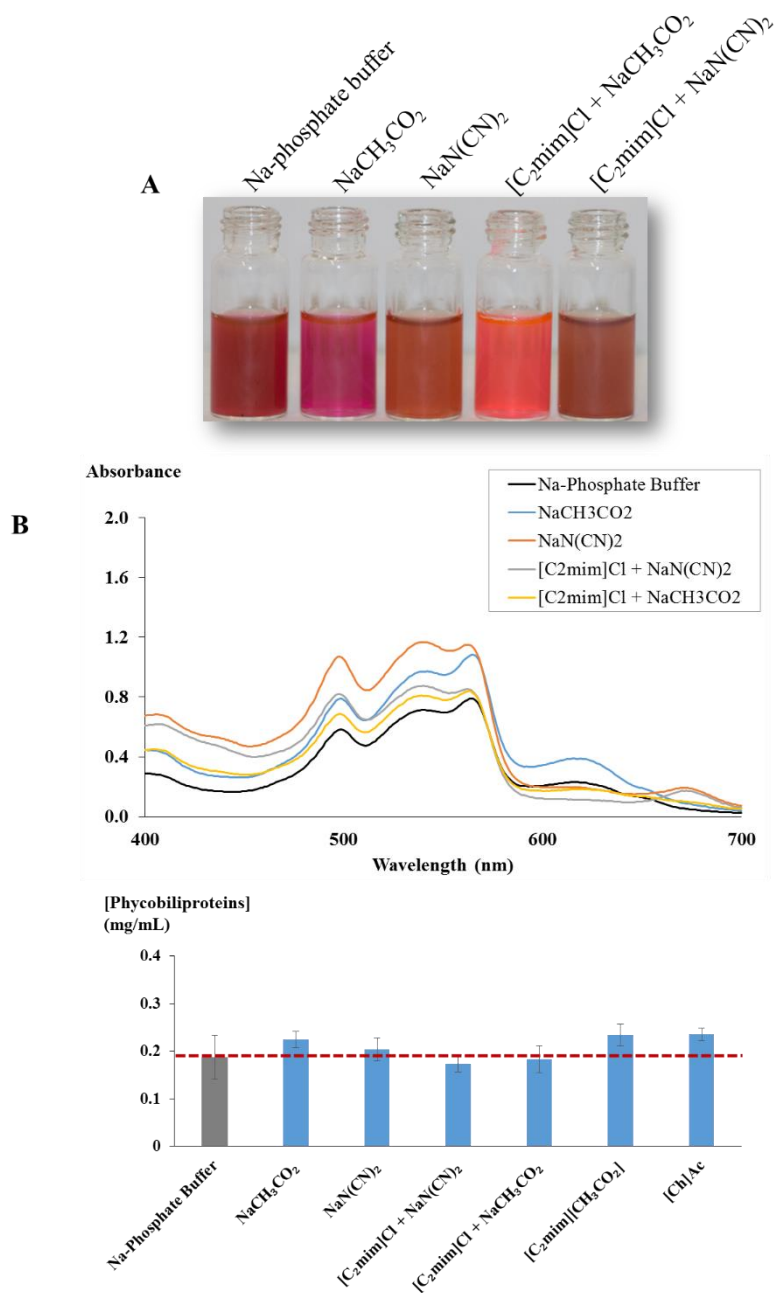 Na-phosphate buffer
NaCH₃CO₂
NaN(CN)₂
[C₂mim]Cl + NaCH₃CO₂
[C₂mim]Cl + NaN(CN)₂
A
Absorbance
B
2.0
1.6
1.2
0.8
0.4
0.0
400
500
600
700
Wavelength (nm)
Na-Phosphate Buffer
NaCH3CO2
NaN(CN)2
[C2mim]Cl + NaN(CN)2
[C2mim]Cl + NaCH3CO2
[Phycobiliproteins]
(mg/mL)
0.4
0.3
0.2
0.1
0
Na-Phosphate Buffer
NaCH₃CO₂
NaN(CN)₂
[C₂mim]Cl + NaN(CN)₂
[C₂mim]Cl + NaCH₃CO₂
[C₂mim][CH₃CO₂]
[Ch]Ac